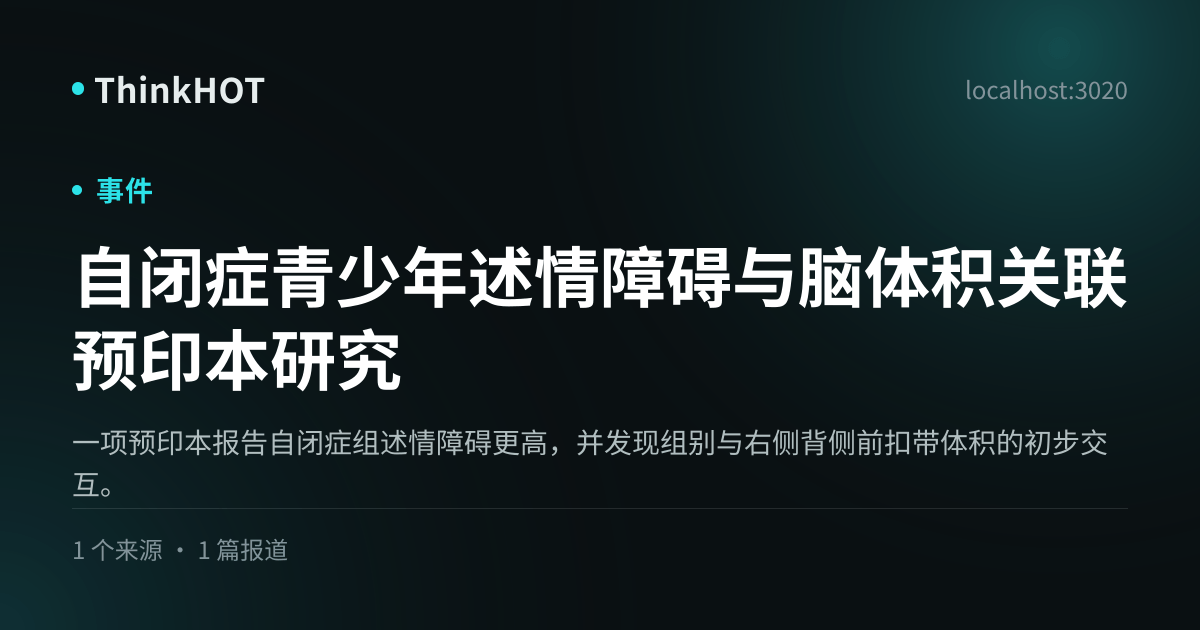 ThinkHOT
localhost:3020
事件
自闭症青少年述情障碍与脑体积关联
预印本研究
一项预印本报告自闭症组述情障碍更高，并发现组别与右侧背侧前扣带体积的初步交
互。
1 个来源 · 1 篇报道